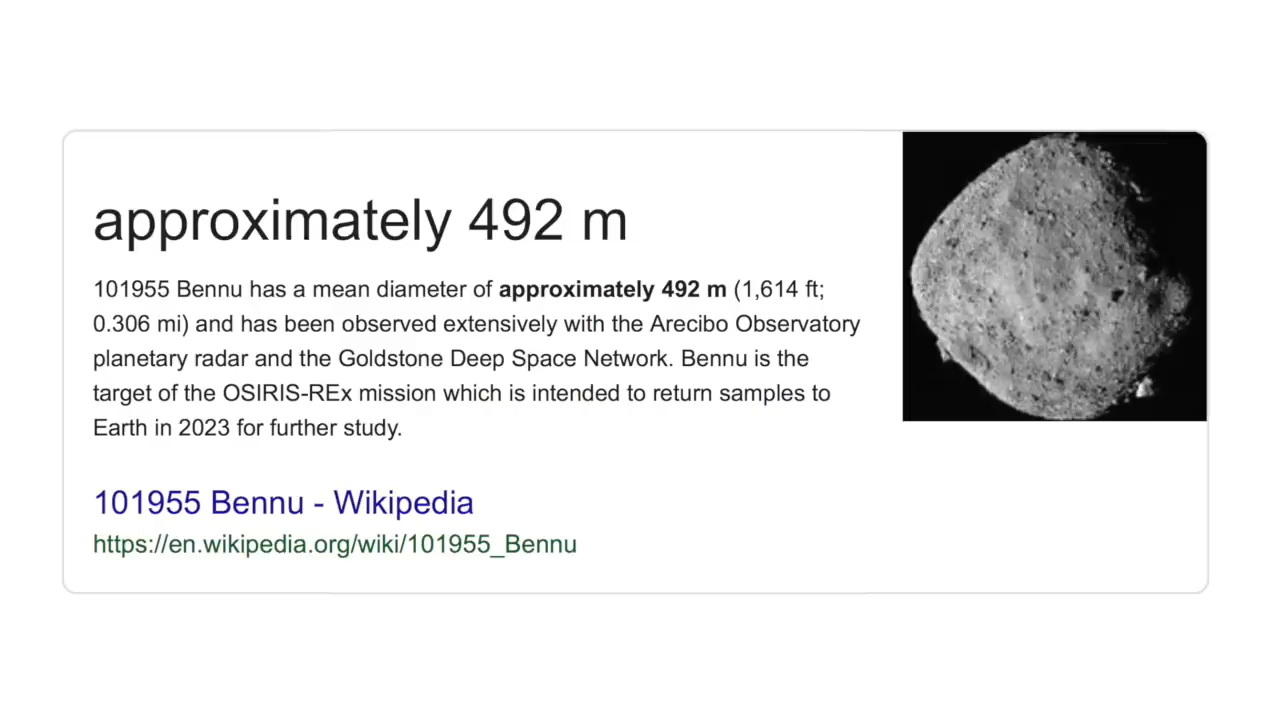 approximately 492 m
101955 Bennu has a mean diameter of approximately 492 m (1,614 ft;
0.306 mi) and has been observed extensively with the Arecibo Observatory
planetary radar and the Goldstone Deep Space Network. Bennu is the
target of the OSIRIS-REx mission which is intended to return samples to
Earth in 2023 for further study.
101955 Bennu - Wikipedia
https://en.wikipedia.org/wiki/101955_Bennu